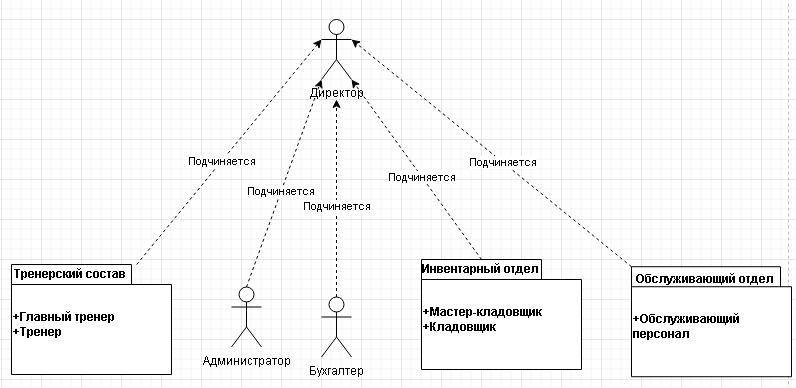 Директор
Подчиняется
Подчиняется
Подчиняется
Подчиняется
Подчиняется
Тренерский состав
+Главный тренер
+Тренер
Администратор
Бухгалтер
Инвентарный отдел
+Мастер-кладовщик
+Кладовщик
Обслуживающий отдел
+Обслуживающий
персонал